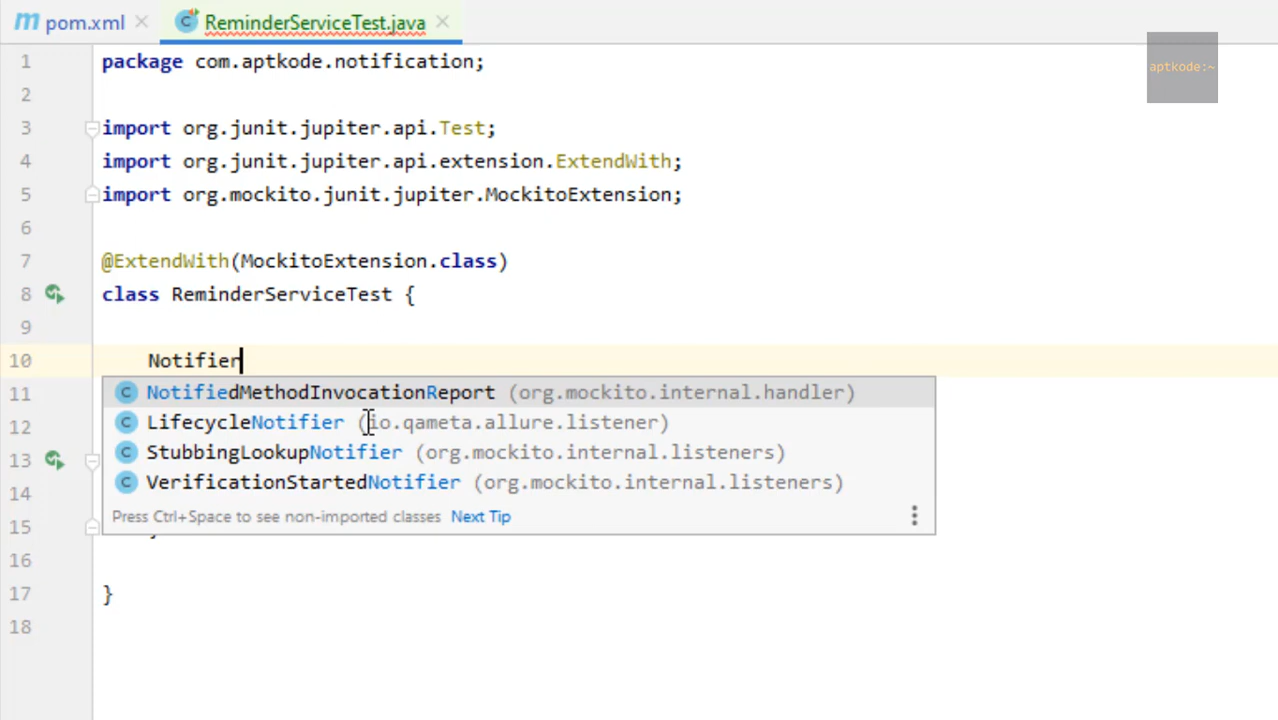 pom.xml
ReminderServiceTest.java
aptkode:~
1 package com.aptkode.notification;
2
3 import org.junit.jupiter.api.Test;
4 import org.junit.jupiter.api.extension.ExtendWith;
5 import org.mockito.junit.jupiter.MockitoExtension;
6
7 @ExtendWith(MockitoExtension.class)
8 class ReminderServiceTest {
9
10 Notifier
11 NotifiedMethodInvocationReport (org.mockito.internal.handler)
12 LifecycleNotifier (io.qameta.allure.listener)
13 StubbingLookupNotifier (org.mockito.internal.listeners)
14 VerificationStartedNotifier (org.mockito.internal.listeners)
15 Press Ctrl+Space to see non-imported classes Next Tip
16
17 }
18